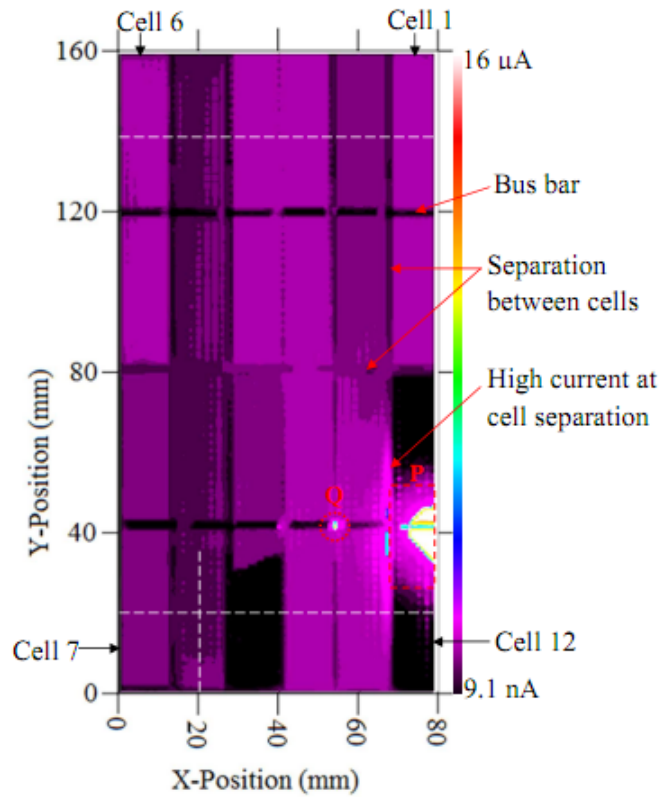 Cell 6
Cell 1
160
16 µA
Bus bar
120
Separation
between cells
80
High current at
cell separation
P
Q
Y-Position (mm)
40
Cell 7
Cell 12
0
9.1 nA
0
20
40
60
80
X-Position (mm)